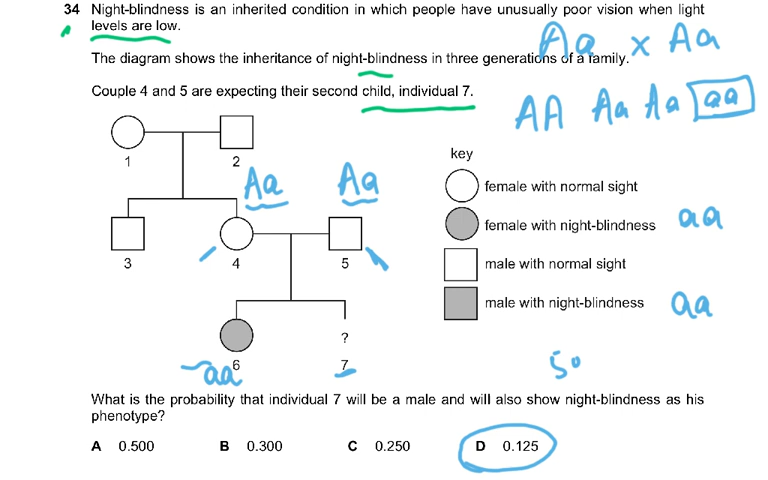 34 Night-blindness is an inherited condition in which people have unusually poor vision when light
levels are low.
Aa x Aa
The diagram shows the inheritance of night-blindness in three generations of a family.
Couple 4 and 5 are expecting their second child, individual 7.
AA Aa Aa aa
key
1 2
Aa Aa
female with normal sight
female with night-blindness aa
3 4 5
male with normal sight
male with night-blindness aa
?
6 7
aa
50
What is the probability that individual 7 will be a male and will also show night-blindness as his
phenotype?
A 0.500 B 0.300 C 0.250 D 0.125